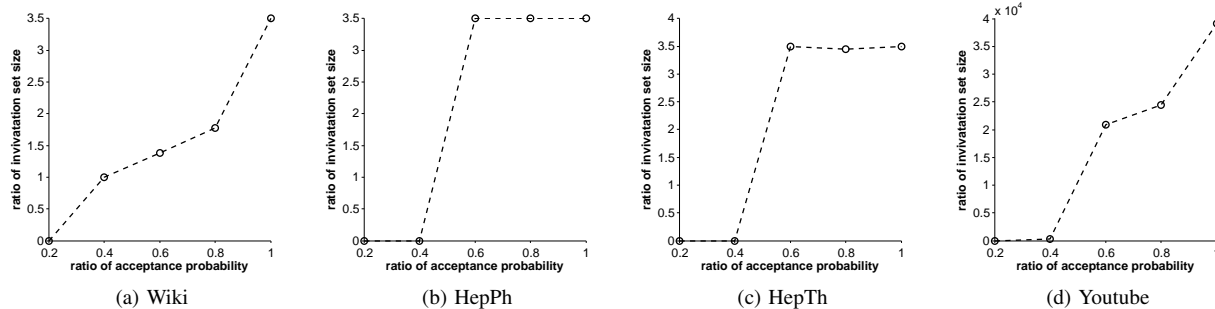 3.5
3
2.5
2
1.5
1
0.5
0
0.2 0.4 0.6 0.8 1
ratio of invivatation set size
ratio of acceptance probability
(a) Wiki
3.5
3
2.5
2
1.5
1
0.5
0
0.2 0.4 0.6 0.8 1
ratio of invivatation set size
ratio of acceptance probability
(b) HepPh
4
3.5
3
2.5
2
1.5
1
0.5
0
0.2 0.4 0.6 0.8 1
ratio of invivatation set size
ratio of acceptance probability
(c) HepTh
x 10^4
4
3.5
3
2.5
2
1.5
1
0.5
0
0.2 0.4 0.6 0.8 1
ratio of invivatation set size
ratio of acceptance probability
(d) Youtube